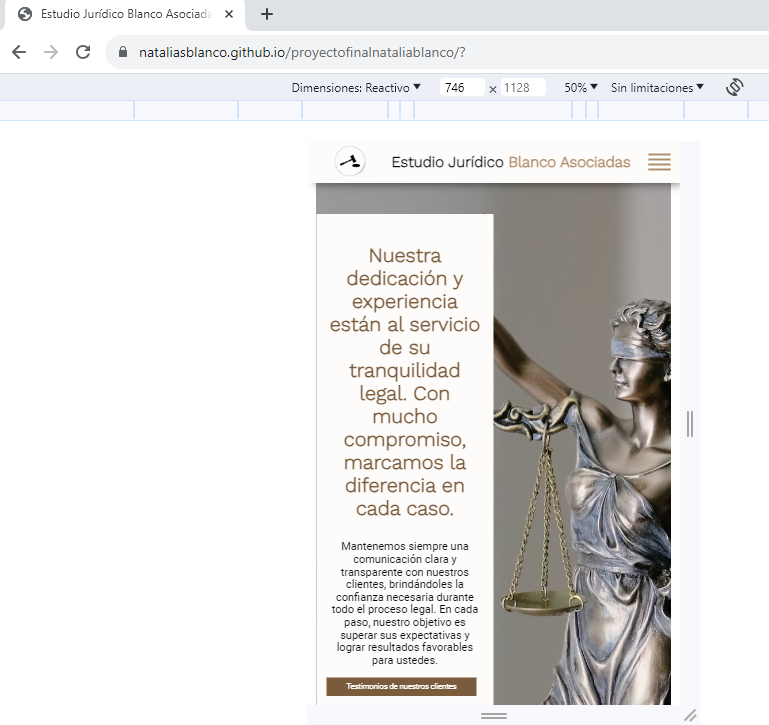 Estudio Jurídico Blanco Asociada
nataliasblanco.github.io/proyectofinalnataliablanco/?
Dimensiones: Reactivo 746 x 1128 50% Sin limitaciones
Estudio Jurídico Blanco Asociadas
Nuestra
dedicación y
experiencia
están al servicio
de su
tranquilidad
legal. Con
mucho
compromiso,
marcamos la
diferencia en
cada caso.
Mantenemos siempre una
comunicación clara y
transparente con nuestros
clientes, brindándoles la
confianza necesaria durante
todo el proceso legal. En cada
paso, nuestro objetivo es
superar sus expectativas y
lograr resultados favorables
para ustedes.
Testimonios de nuestros clientes